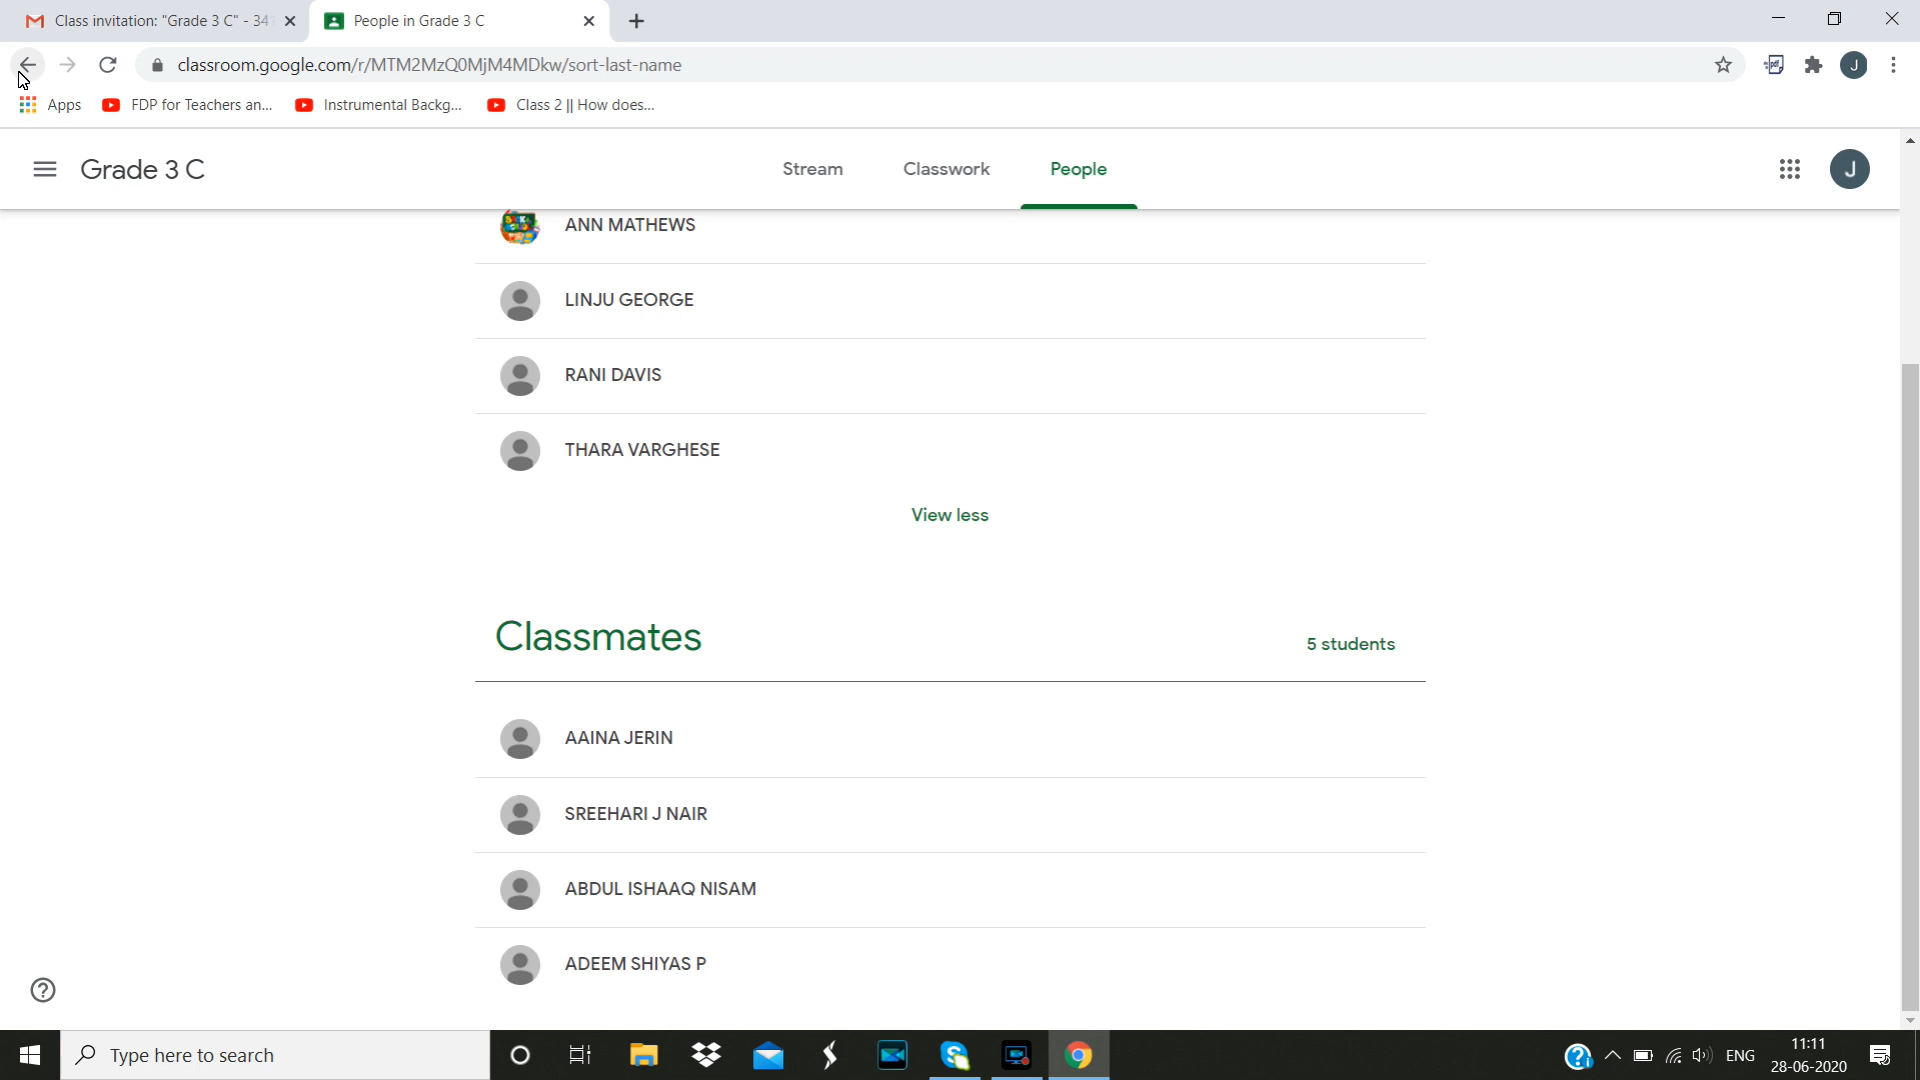 Class invitation: "Grade 3 C" - 34
People in Grade 3 C
classroom.google.com/r/MTM2MzQ0MjM4MDkw/sort-last-name
J
Apps
FDP for Teachers an...
Instrumental Backg...
Class 2 || How does...
Grade 3 C
Stream
Classwork
People
J
ANN MATHEWS
LINJU GEORGE
RANI DAVIS
THARA VARGHESE
View less
Classmates
5 students
AAINA JERIN
SREEHARI J NAIR
ABDUL ISHAAQ NISAM
ADEEM SHIYAS P
Type here to search
ENG
11:11
28-06-2020